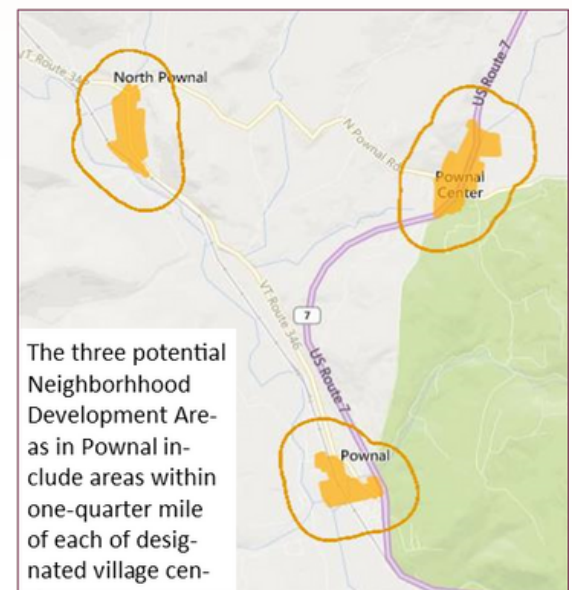 US Route 7
VT Route 346
North Pownal
N Pownal Rd
Pownal
Center
7
VT Route 346
US Route 7
Pownal
The three potential
Neighborhhood
Development Are-
as in Pownal in-
clude areas within
one-quarter mile
of each of desig-
nated village cen-